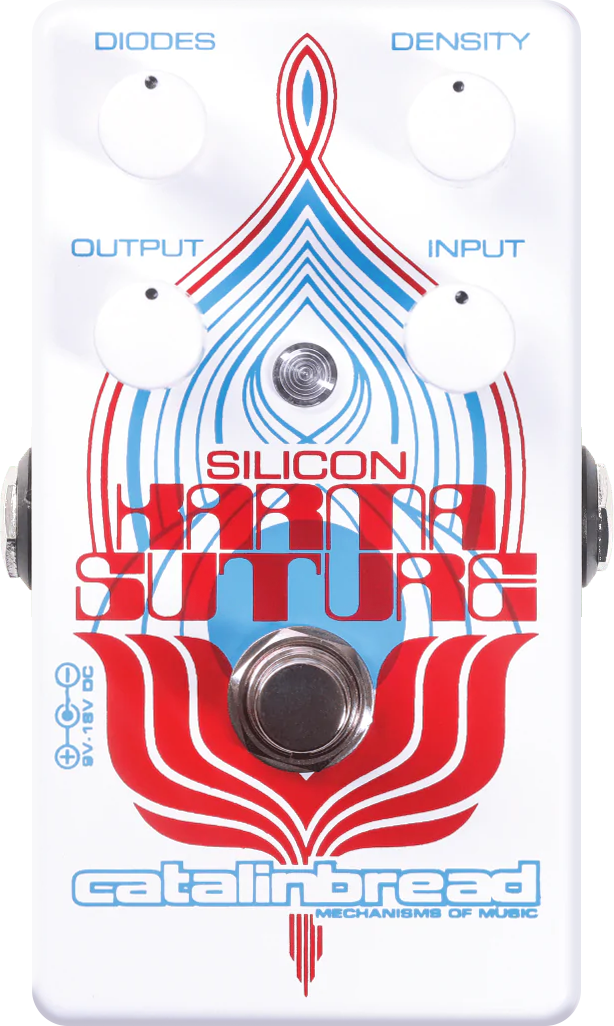 DIODES DENSITY
OUTPUT INPUT
SILICON
KARMA
SUTURE
9V-18V DC
catalinbread
MECHANISMS OF MUSIC